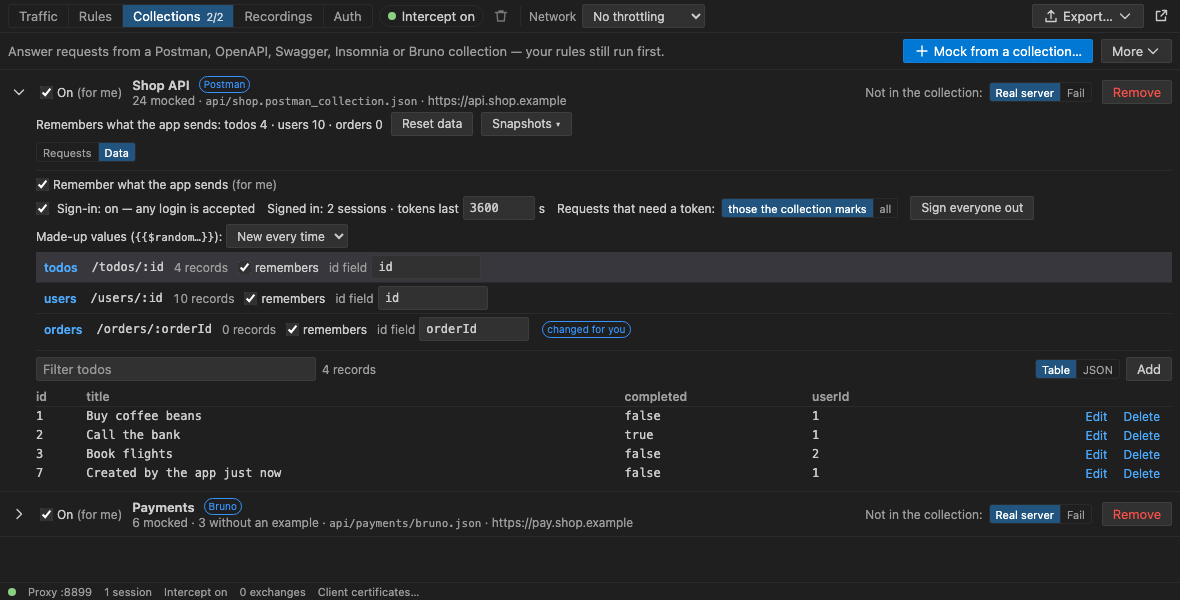 Traffic Rules Collections 2/2 Recordings Auth Intercept on Network No throttling Export...
Answer requests from a Postman, OpenAPI, Swagger, Insomnia or Bruno collection — your rules still run first. + Mock from a collection... More
On (for me) Shop API Postman
24 mocked · api/shop.postman_collection.json · https://api.shop.example Not in the collection: Real server Fail Remove
Remembers what the app sends: todos 4 · users 10 · orders 0 Reset data Snapshots ▾
Requests Data
Remember what the app sends (for me)
Sign-in: on — any login is accepted Signed in: 2 sessions · tokens last 3600 s Requests that need a token: those the collection marks all Sign everyone out
Made-up values ({{$random…}}): New every time
todos /todos/:id 4 records remembers id field id
users /users/:id 10 records remembers id field id
orders /orders/:orderId 0 records remembers id field orderId changed for you
Filter todos 4 records Table JSON Add
id title completed userId
1 Buy coffee beans false 1 Edit Delete
2 Call the bank true 1 Edit Delete
3 Book flights false 2 Edit Delete
7 Created by the app just now false 1 Edit Delete
On (for me) Payments Bruno
6 mocked · 3 without an example · api/payments/bruno.json · https://pay.shop.example Not in the collection: Real server Fail Remove
Proxy :8899 1 session Intercept on 0 exchanges Client certificates...